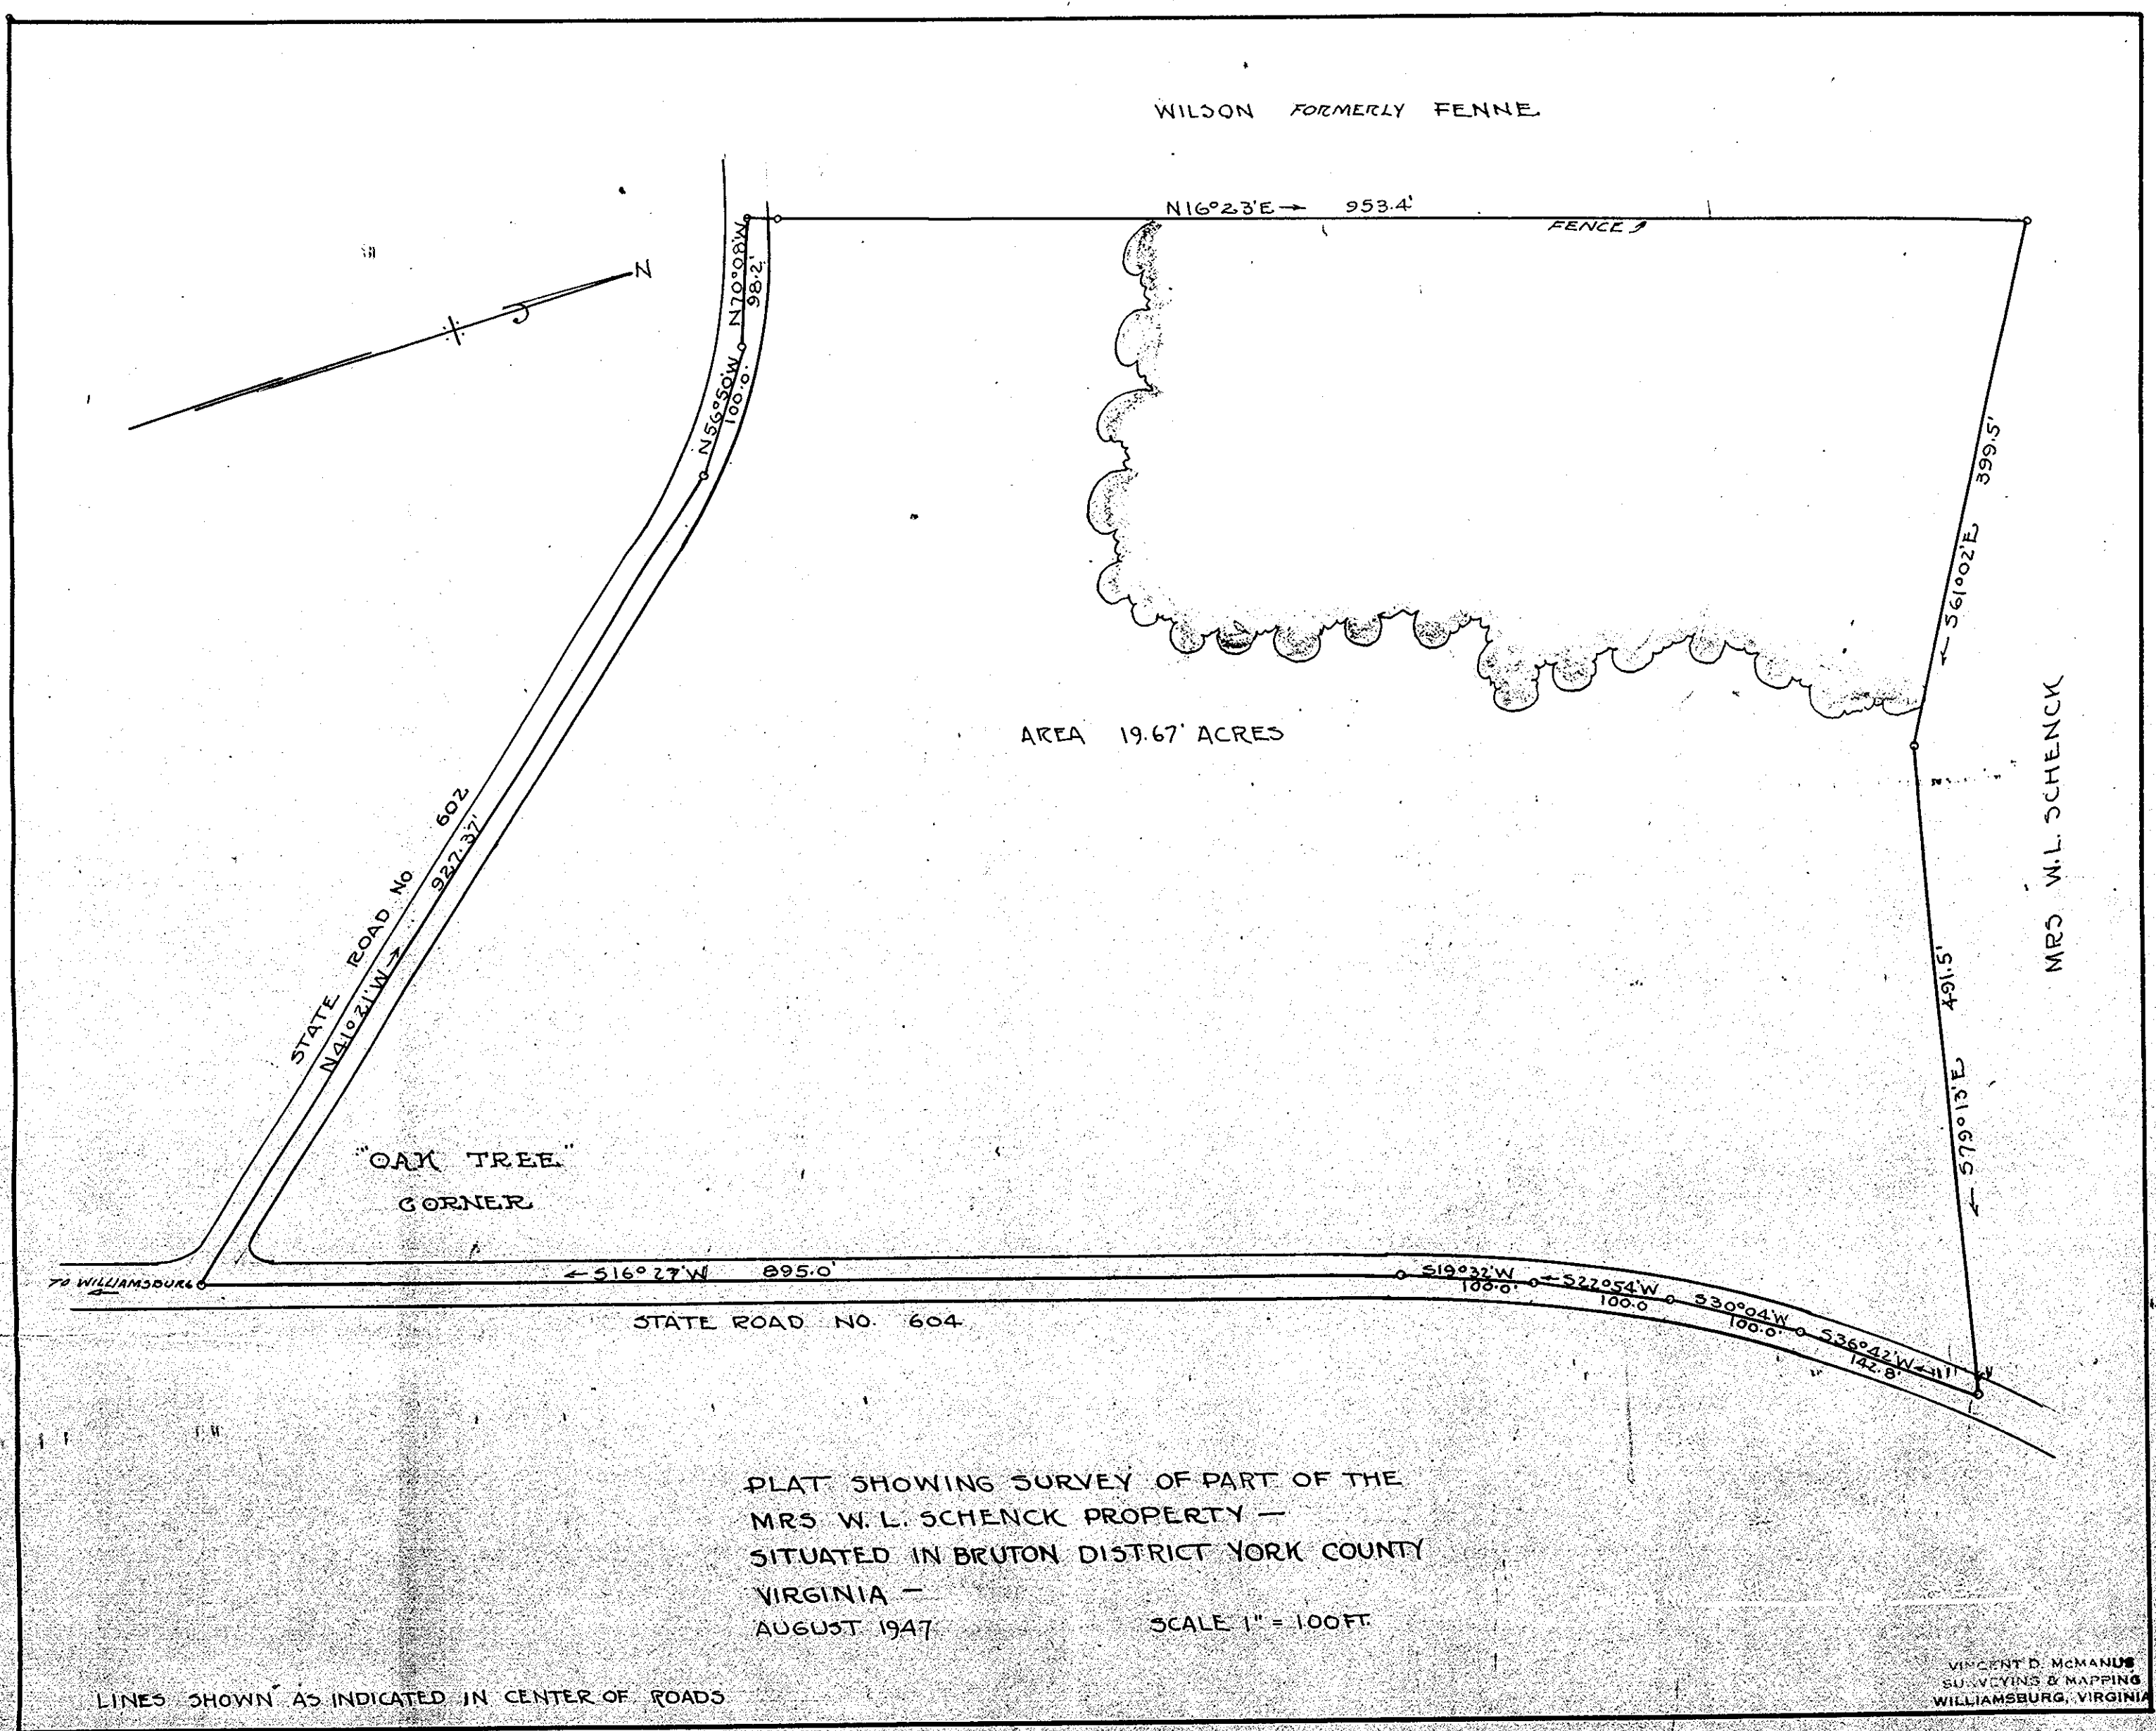 WILSON FORMERLY FENNE
N16°23'E → 953.4'
FENCE
N
N70°08'W
98.2'
N56°50'W
100.0'
399.5'
← S61°02'E
MRS W.L. SCHENCK
AREA 19.67' ACRES
STATE ROAD NO 602
N41°21'W → 927.37'
491.5'
← S79°13'E
"OAK TREE"
CORNER
TO WILLIAMSBURG
← S16°27'W 895.0'
S19°32'W
100.0'
← S22°54'W
100.0
S30°04'W
100.0'
S36°42'W ←
142.8'
STATE ROAD NO. 604
PLAT SHOWING SURVEY OF PART OF THE
MRS W. L. SCHENCK PROPERTY —
SITUATED IN BRUTON DISTRICT YORK COUNTY
VIRGINIA —
AUGUST 1947 SCALE 1" = 100 FT.
LINES SHOWN AS INDICATED IN CENTER OF ROADS
VINCENT D. McMANUS
SURVEYING & MAPPING
WILLIAMSBURG, VIRGINIA